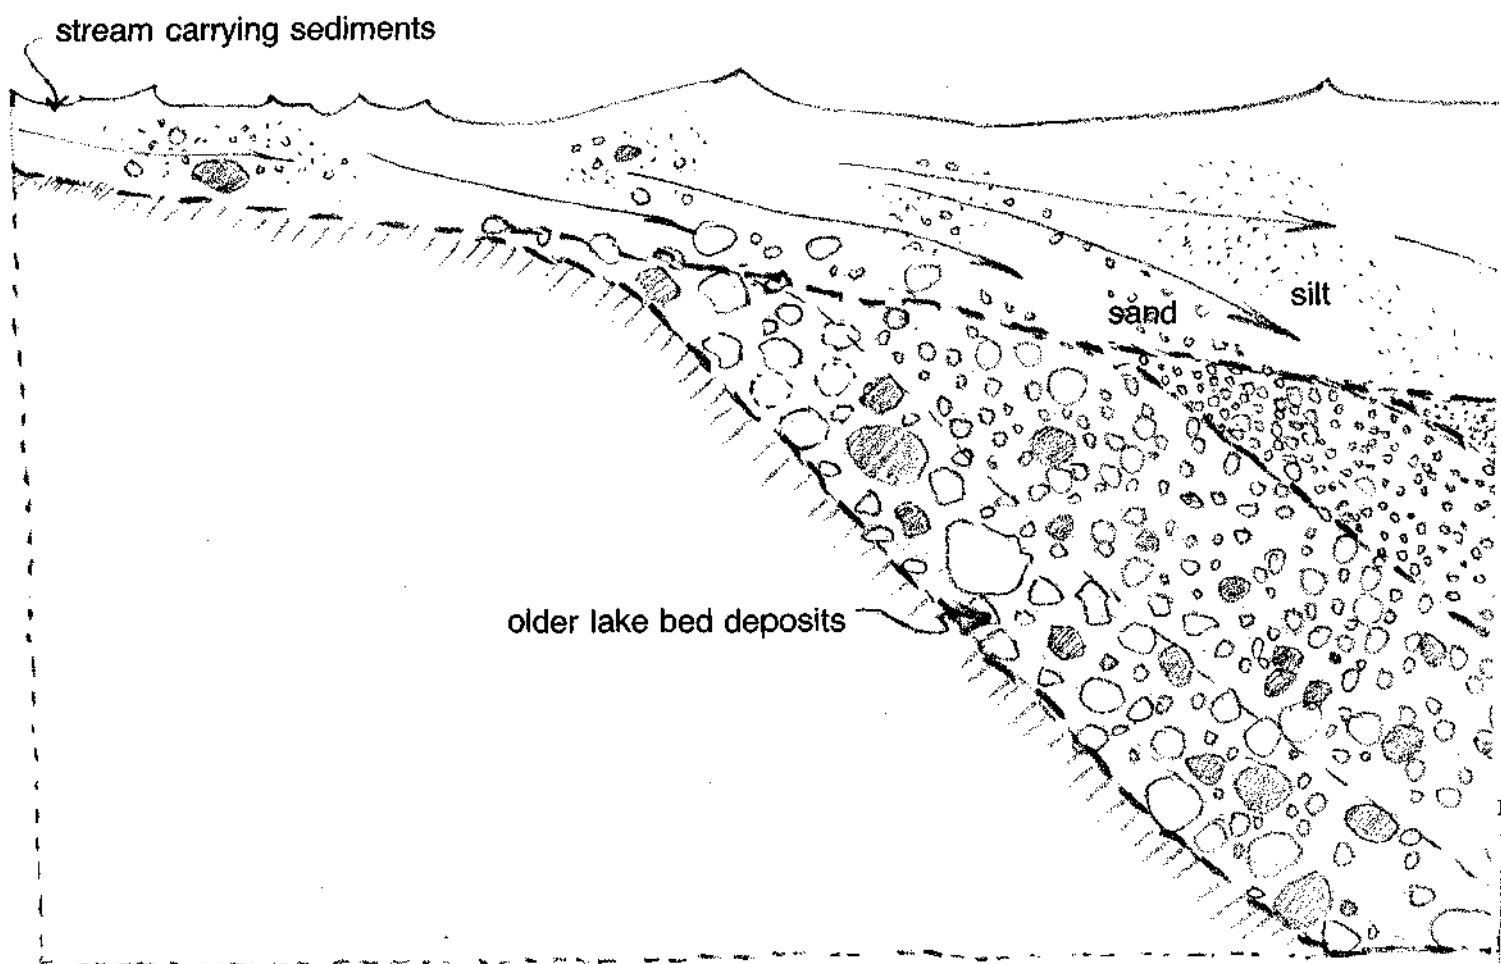 stream carrying sediments
silt
sand
older lake bed deposits